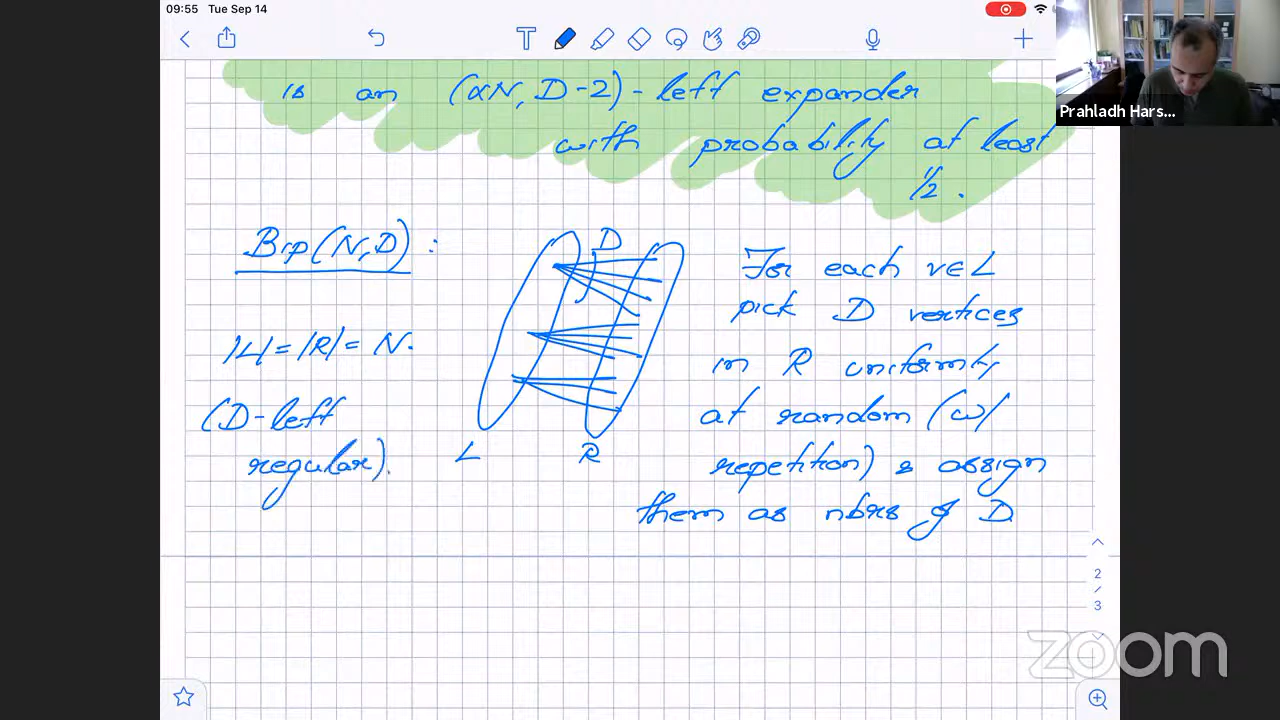 09:55 Tue Sep 14
Prahladh Hars...
is an (αN, D-2) - left expander
with probability at least
1/2 .
Bip(N,D) :
|L| = |R| = N.
(D-left
regular).
D
L
R
For each v∈L
pick D vertices
in R uniformly
at random (w/
repetition) & assign
them as nbrs of D
2
/
3
zoom